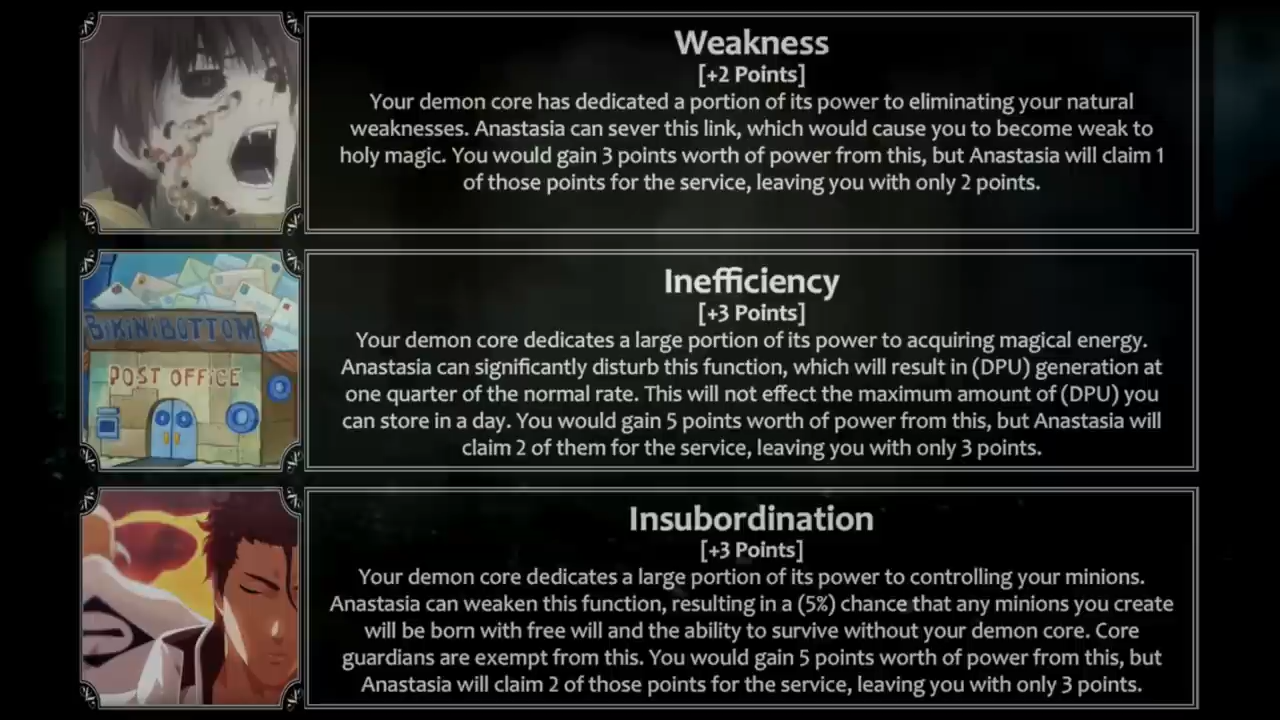 Weakness
[+2 Points]
Your demon core has dedicated a portion of its power to eliminating your natural
weaknesses. Anastasia can sever this link, which would cause you to become weak to
holy magic. You would gain 3 points worth of power from this, but Anastasia will claim 1
of those points for the service, leaving you with only 2 points.
BIKINI BOTTOM
POST OFFICE
Inefficiency
[+3 Points]
Your demon core dedicates a large portion of its power to acquiring magical energy.
Anastasia can significantly disturb this function, which will result in (DPU) generation at
one quarter of the normal rate. This will not effect the maximum amount of (DPU) you
can store in a day. You would gain 5 points worth of power from this, but Anastasia will
claim 2 of them for the service, leaving you with only 3 points.
Insubordination
[+3 Points]
Your demon core dedicates a large portion of its power to controlling your minions.
Anastasia can weaken this function, resulting in a (5%) chance that any minions you create
will be born with free will and the ability to survive without your demon core. Core
guardians are exempt from this. You would gain 5 points worth of power from this, but
Anastasia will claim 2 of those points for the service, leaving you with only 3 points.